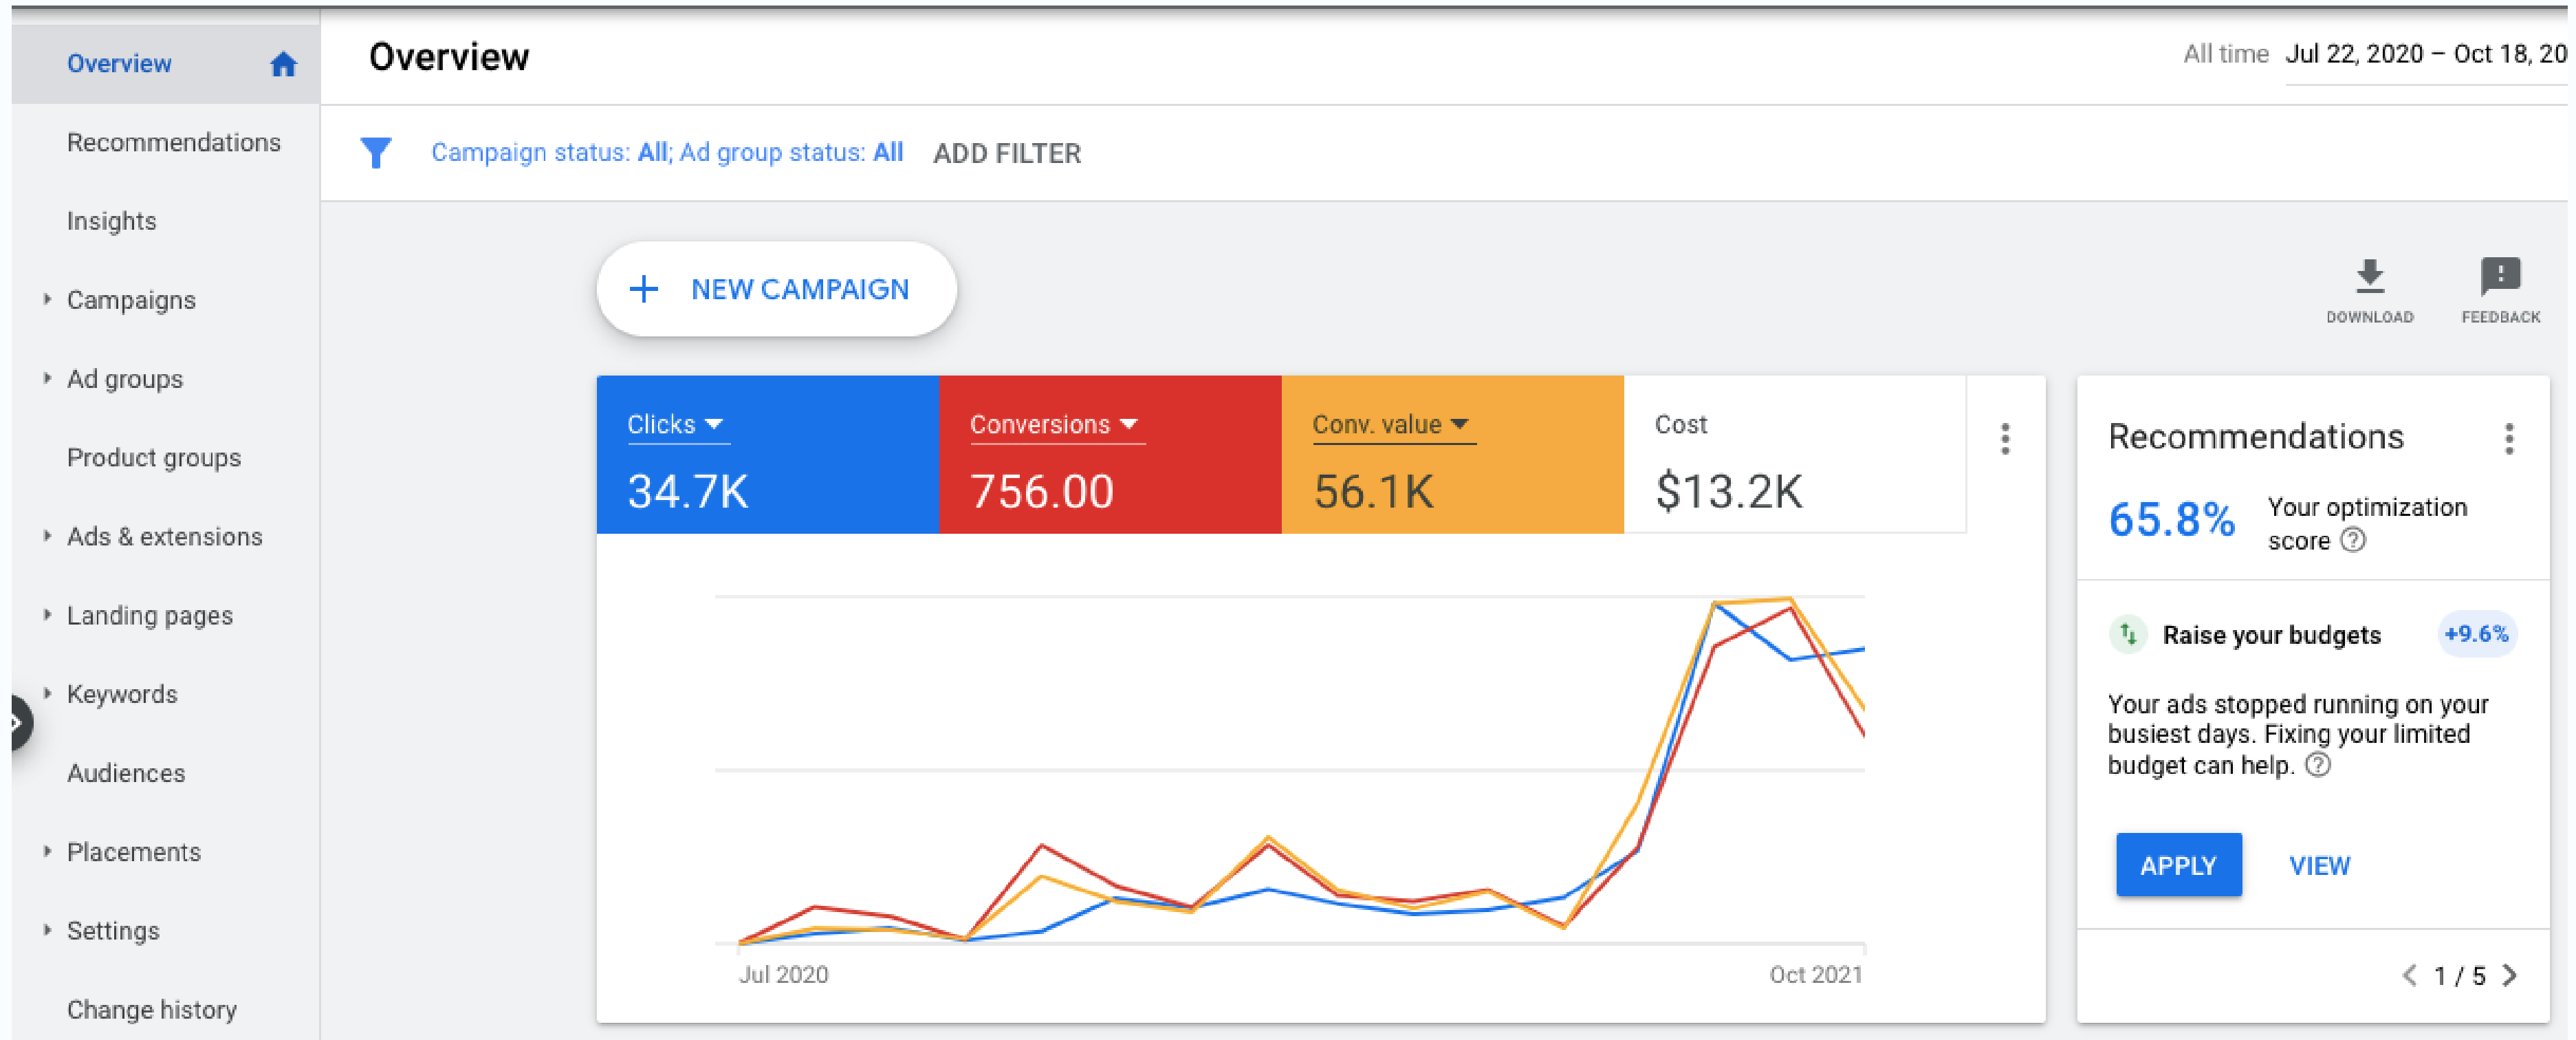 Overview
Recommendations
Insights
Campaigns
Ad groups
Product groups
Ads & extensions
Landing pages
Keywords
Audiences
Placements
Settings
Change history
Overview
All time Jul 22, 2020 – Oct 18, 20
Campaign status: All; Ad group status: All ADD FILTER
+ NEW CAMPAIGN
DOWNLOAD
FEEDBACK
Clicks
34.7K
Conversions
756.00
Conv. value
56.1K
Cost
$13.2K
Jul 2020
Oct 2021
Recommendations
65.8%
Your optimization
score ?
Raise your budgets +9.6%
Your ads stopped running on your
busiest days. Fixing your limited
budget can help. ?
APPLY VIEW
< 1 / 5 >